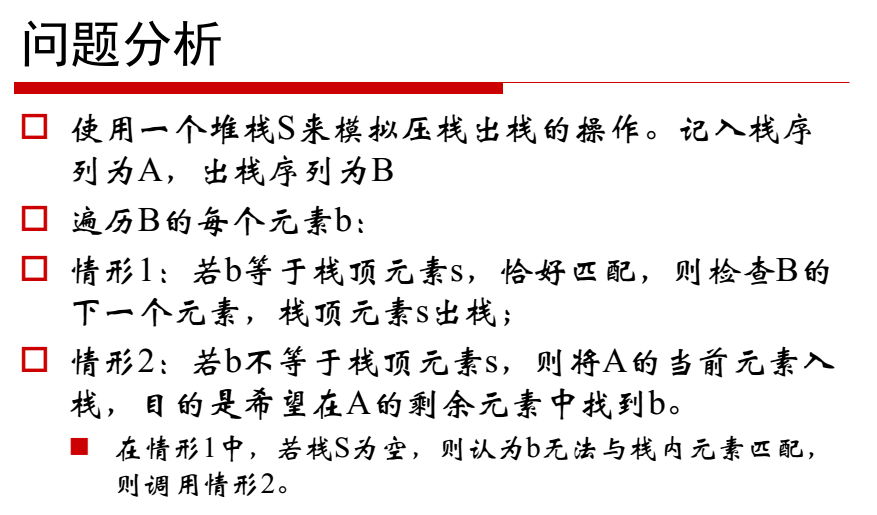 问题分析
使用一个堆栈S来模拟压栈出栈的操作。记入栈序
列为A，出栈序列为B
遍历B的每个元素b：
情形1：若b等于栈顶元素s，恰好匹配，则检查B的
下一个元素，栈顶元素s出栈；
情形2：若b不等于栈顶元素s，则将A的当前元素入
栈，目的是希望在A的剩余元素中找到b。
在情形1中，若栈S为空，则认为b无法与栈内元素匹配，
则调用情形2。